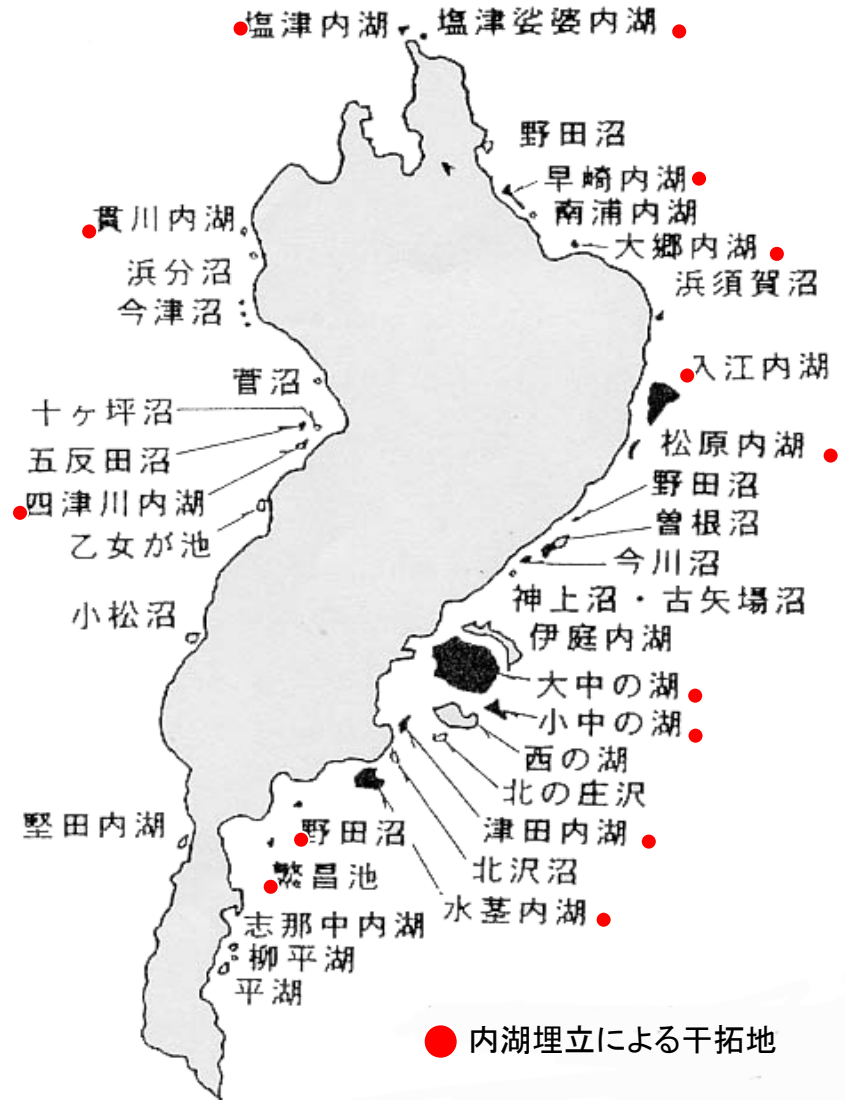 塩津内湖
塩津娑婆内湖
野田沼
早崎内湖
南浦内湖
大郷内湖
浜須賀沼
貫川内湖
浜分沼
今津沼
菅沼
十ヶ坪沼
五反田沼
四津川内湖
乙女が池
小松沼
入江内湖
松原内湖
野田沼
曽根沼
今川沼
神上沼・古矢場沼
伊庭内湖
大中の湖
小中の湖
西の湖
北の庄沢
津田内湖
北沢沼
水茎内湖
堅田内湖
野田沼
繁昌池
志那中内湖
柳平湖
平湖
内湖埋立による干拓地